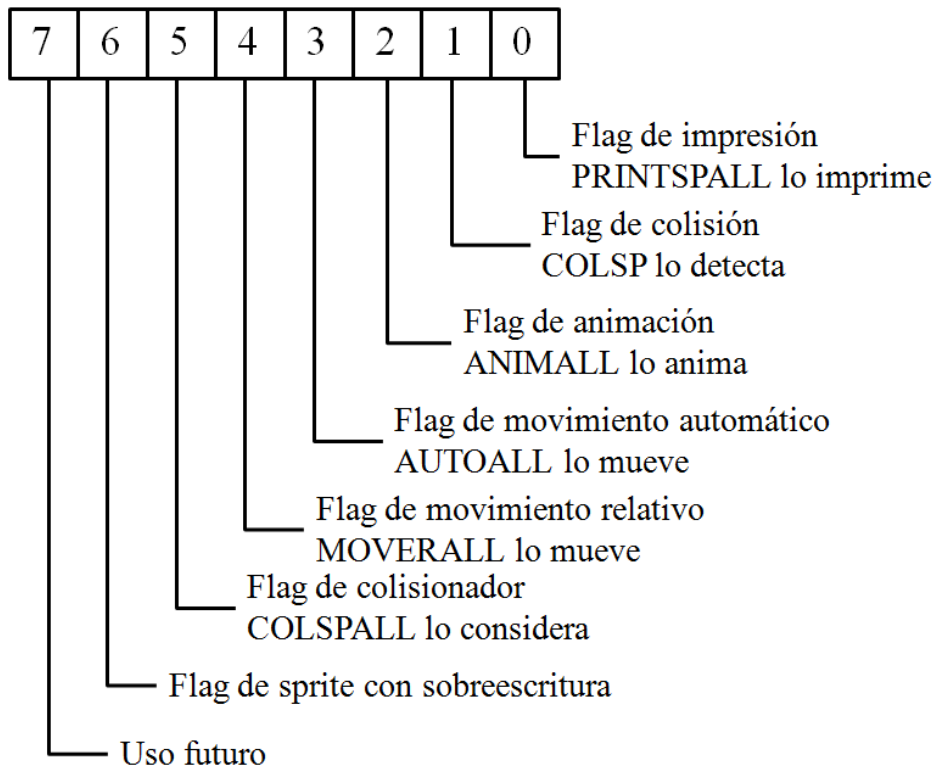 7 6 5 4 3 2 1 0
Flag de impresión
PRINTSPALL lo imprime
Flag de colisión
COLSP lo detecta
Flag de animación
ANIMALL lo anima
Flag de movimiento automático
AUTOALL lo mueve
Flag de movimiento relativo
MOVERALL lo mueve
Flag de colisionador
COLSPALL lo considera
Flag de sprite con sobreescritura
Uso futuro